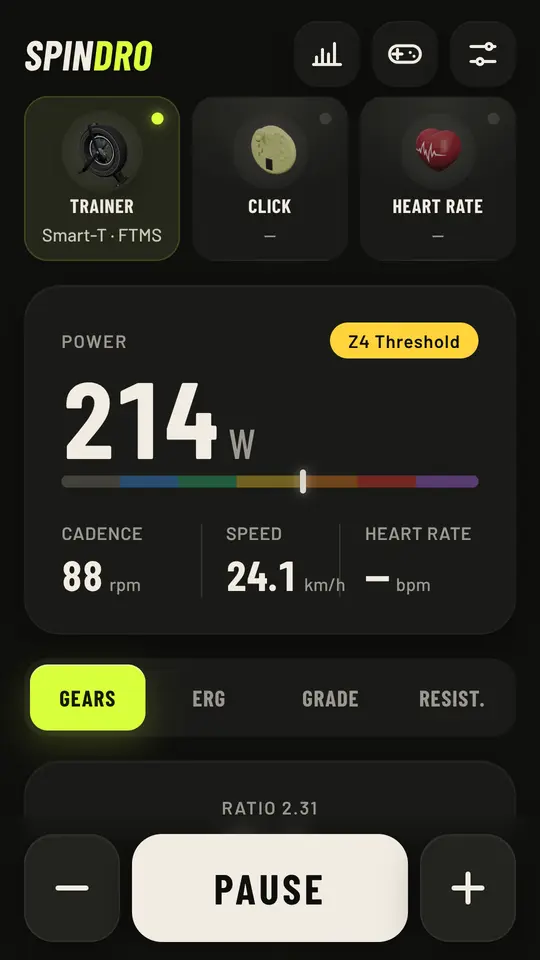 SPINDRO
TRAINER
Smart-T · FTMS
CLICK
—
HEART RATE
—
POWER
Z4 Threshold
214 W
CADENCE
88 rpm
SPEED
24.1 km/h
HEART RATE
— bpm
GEARS
ERG
GRADE
RESIST.
RATIO 2.31
PAUSE